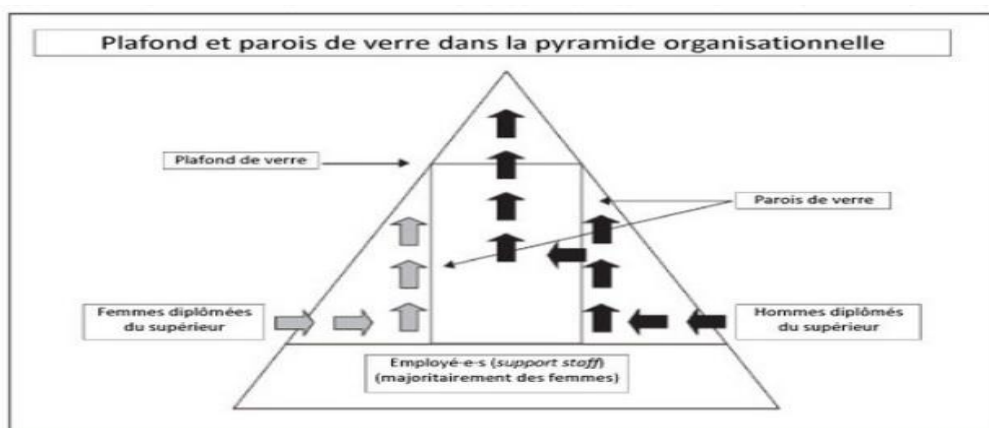 Plafond et parois de verre dans la pyramide organisationnelle
Plafond de verre
Parois de verre
Femmes diplômées
du supérieur
Hommes diplômés
du supérieur
Employé-e-s (support staff)
(majoritairement des femmes)